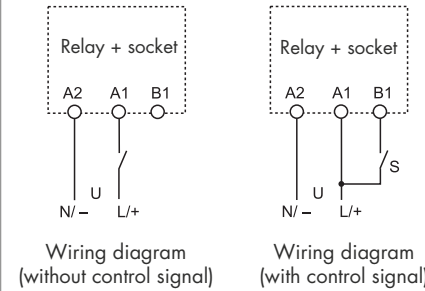 Relay + socket
A2 A1 B1
U
N/ – L/+
Wiring diagram
(without control signal)
Relay + socket
A2 A1 B1
S
U
N/ – L/+
Wiring diagram
(with control signal)